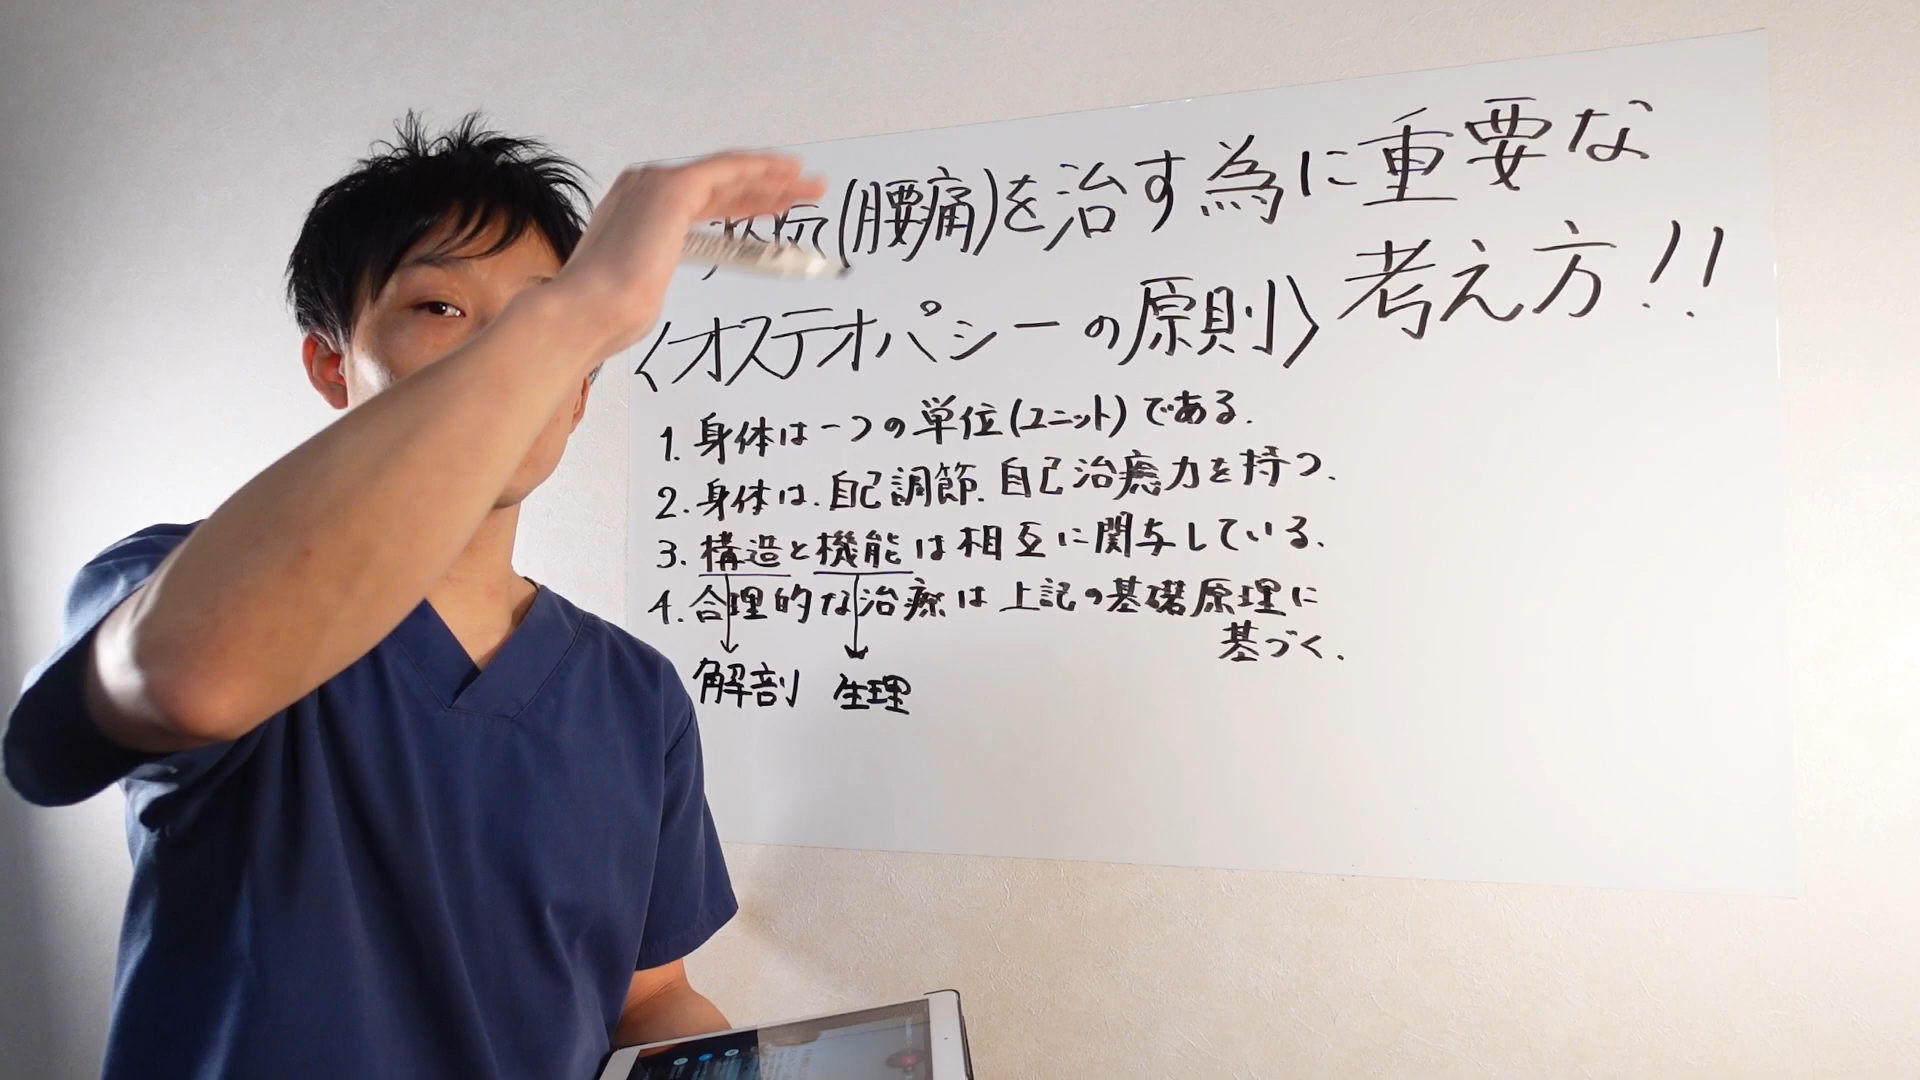 (腰痛)を治す為に重要な
考え方!!
〈オステオパシーの原則〉
1. 身体は一つの単位(ユニット)である.
2. 身体は.自己調節.自己治癒力を持つ.
3. 構造と機能は相互に関与している.
4. 合理的な治療は上記の基礎原理に
基づく.
解剖 生理